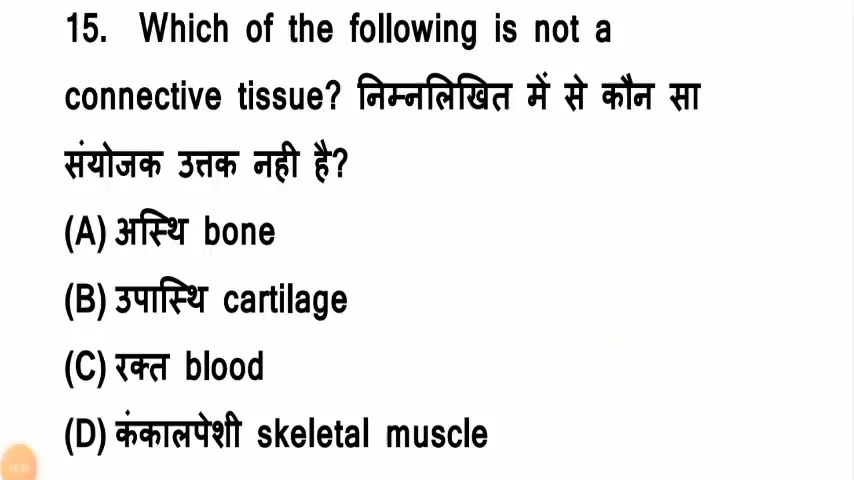 15. Which of the following is not a
connective tissue? निम्नलिखित में से कौन सा
संयोजक उत्तक नही है?
(A) अस्थि bone
(B) उपास्थि cartilage
(C) रक्त blood
(D) कंकालपेशी skeletal muscle